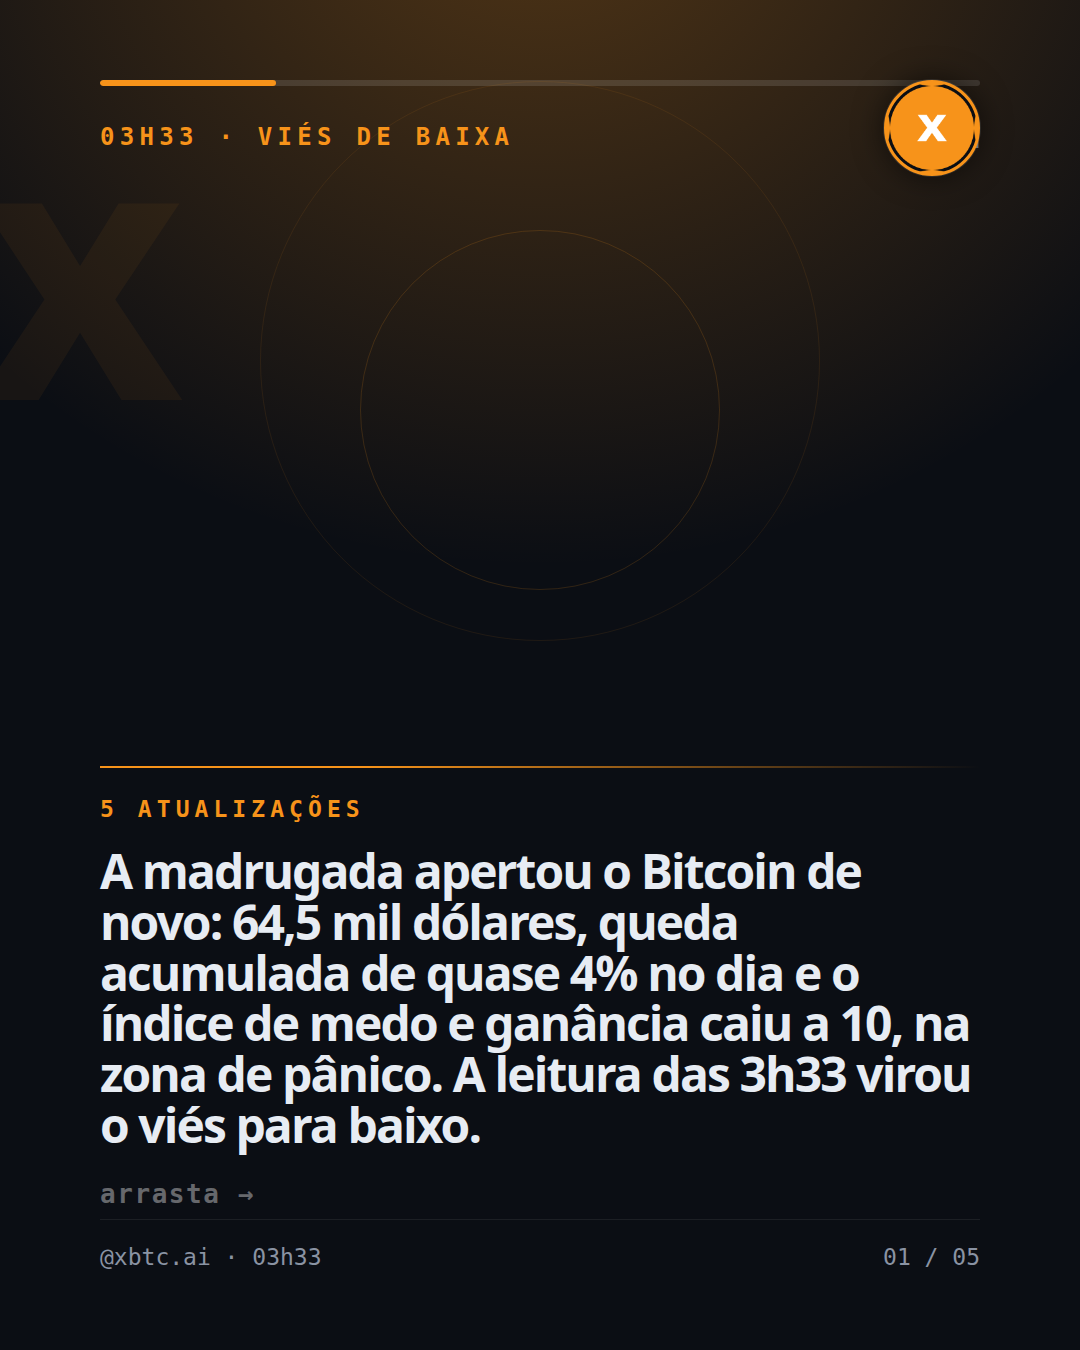 03H33 · VIÉS DE BAIXA
x
x
5 ATUALIZAÇÕES
A madrugada apertou o Bitcoin de
novo: 64,5 mil dólares, queda
acumulada de quase 4% no dia e o
índice de medo e ganância caiu a 10, na
zona de pânico. A leitura das 3h33 virou
o viés para baixo.
arrasta →
@xbtc.ai · 03h33
01 / 05